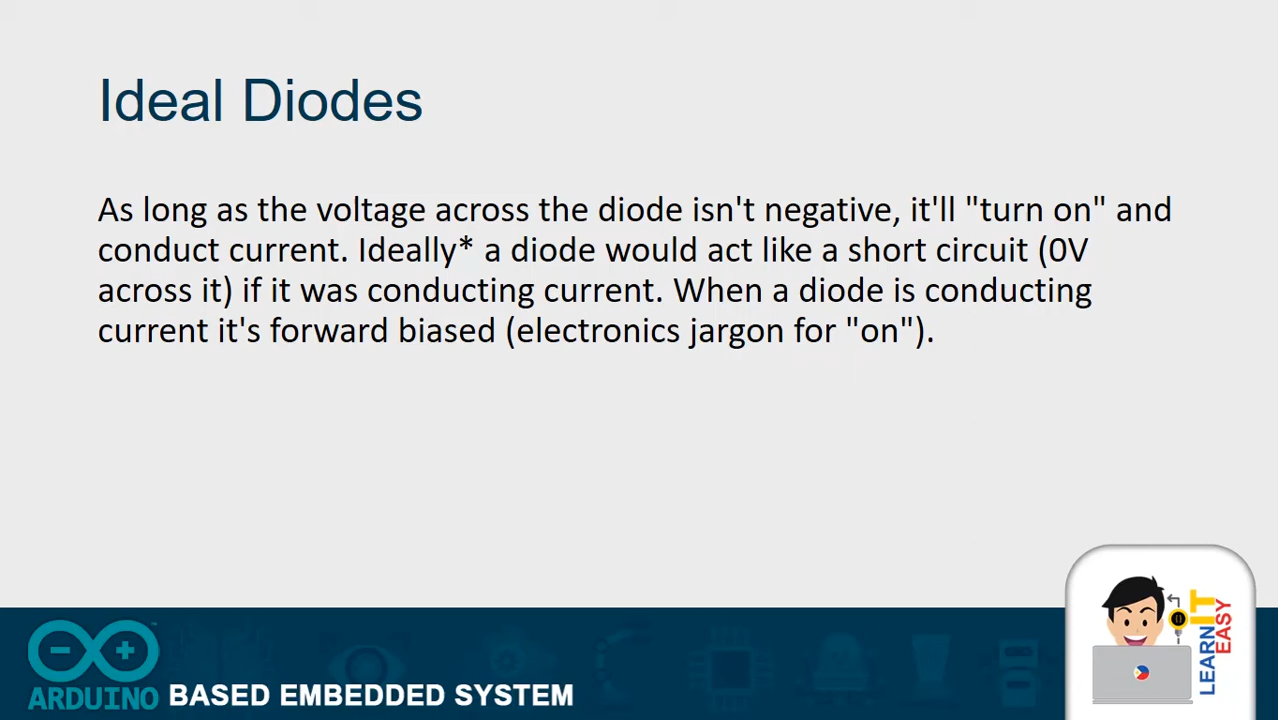 Ideal Diodes
As long as the voltage across the diode isn't negative, it'll "turn on" and
conduct current. Ideally* a diode would act like a short circuit (0V
across it) if it was conducting current. When a diode is conducting
current it's forward biased (electronics jargon for "on").
ARDUINO BASED EMBEDDED SYSTEM
LEARN IT
EASY